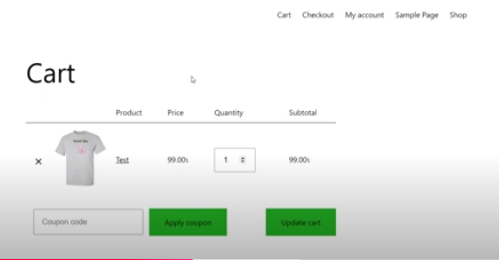 Cart Checkout My account Sample Page Shop
Cart
Product Price Quantity Subtotal
Test 99.00 1 99.00
Coupon code Apply coupon Update cart